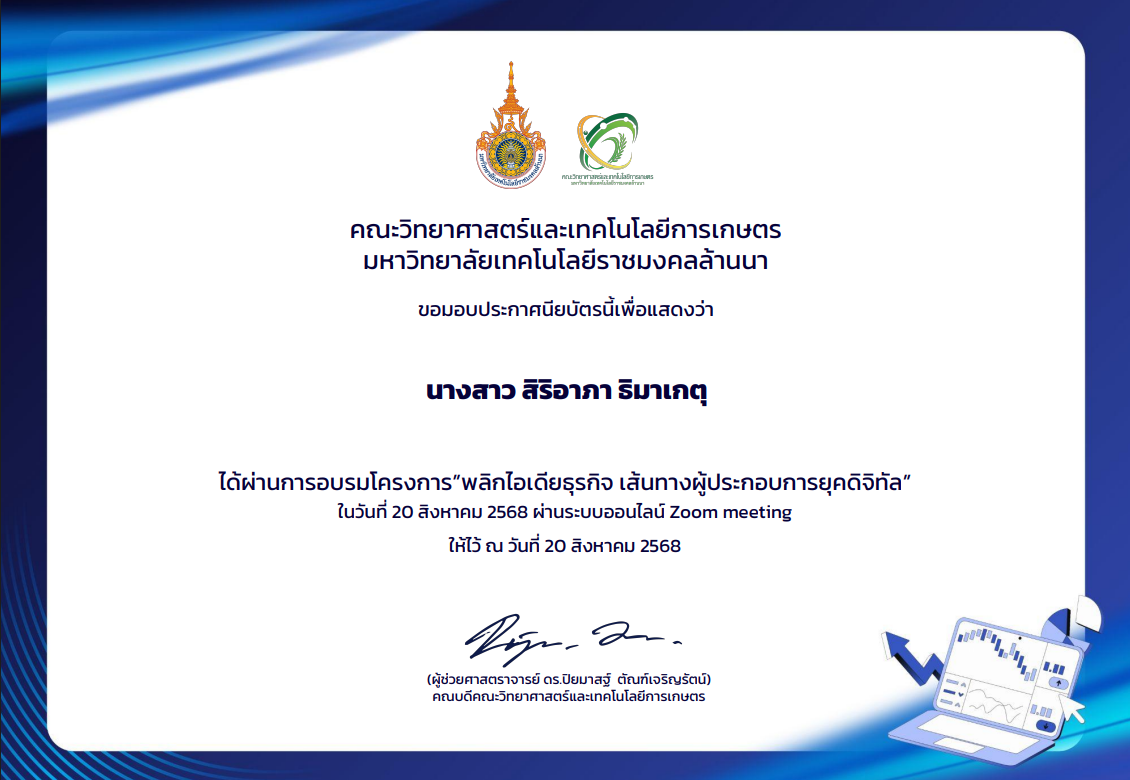 มหาวิทยาลัยเทคโนโลยีราชมงคลล้านนา
คณะวิทยาศาสตร์และเทคโนโลยีการเกษตร
มหาวิทยาลัยเทคโนโลยีราชมงคลล้านนา
คณะวิทยาศาสตร์และเทคโนโลยีการเกษตร
มหาวิทยาลัยเทคโนโลยีราชมงคลล้านนา
ขอมอบประกาศนียบัตรนี้เพื่อแสดงว่า
นางสาว สิริอาภา ธิมาเกตุ
ได้ผ่านการอบรมโครงการ”พลิกไอเดียธุรกิจ เส้นทางผู้ประกอบการยุคดิจิทัล”
ในวันที่ 20 สิงหาคม 2568 ผ่านระบบออนไลน์ Zoom meeting
ให้ไว้ ณ วันที่ 20 สิงหาคม 2568
(ผู้ช่วยศาสตราจารย์ ดร.ปิยมาสฐ์ ตัณฑ์เจริญรัตน์)
คณบดีคณะวิทยาศาสตร์และเทคโนโลยีการเกษตร